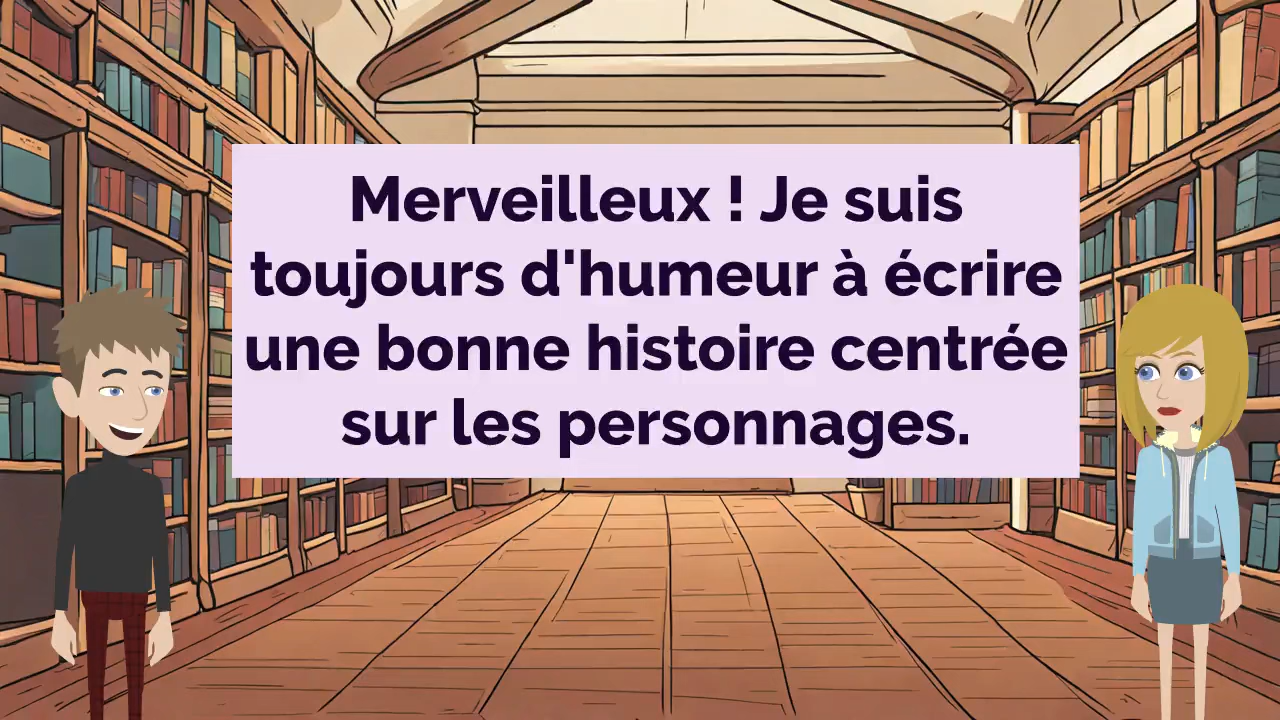 Merveilleux ! Je suis
toujours d'humeur à écrire
une bonne histoire centrée
sur les personnages.